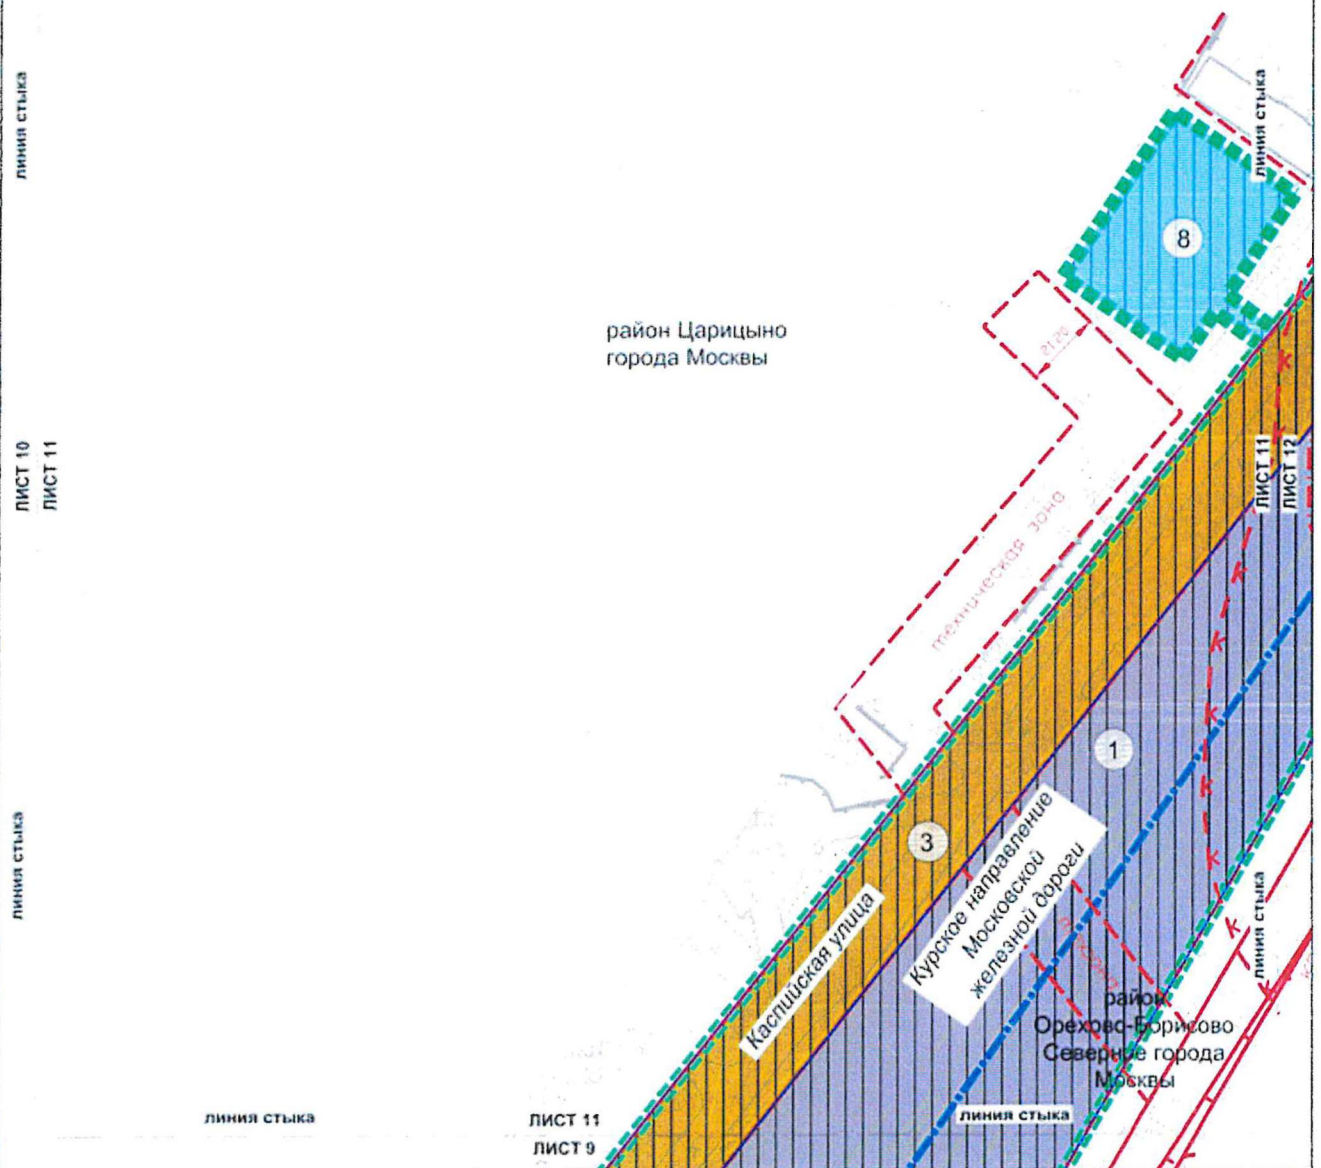 линия стыка
линия стыка
8
район Царицыно
города Москвы
21.50
ЛИСТ 10
ЛИСТ 11
ЛИСТ 11
ЛИСТ 12
техническая зона
К
К
К
К
К
К
1
3
Курское направление
Московской
железной дороги
Каспийская улица
линия стыка
линия стыка
К
К
район
Орехово-Борисово
Северное города
Москвы
линия стыка
ЛИСТ 11
ЛИСТ 9
линия стыка